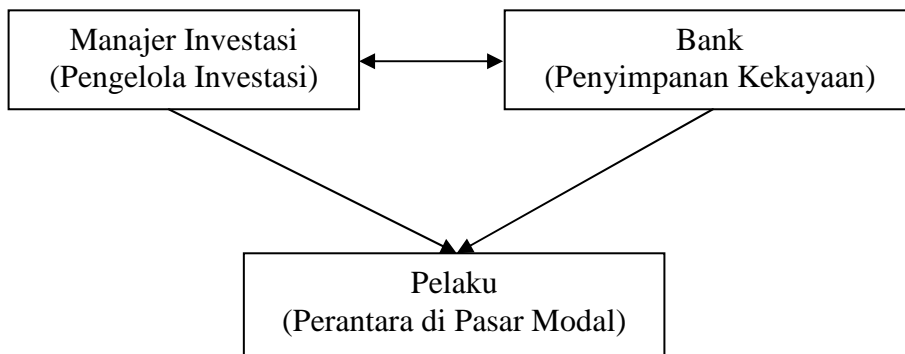 Manajer Investasi
(Pengelola Investasi)
Bank
(Penyimpanan Kekayaan)
Pelaku
(Perantara di Pasar Modal)